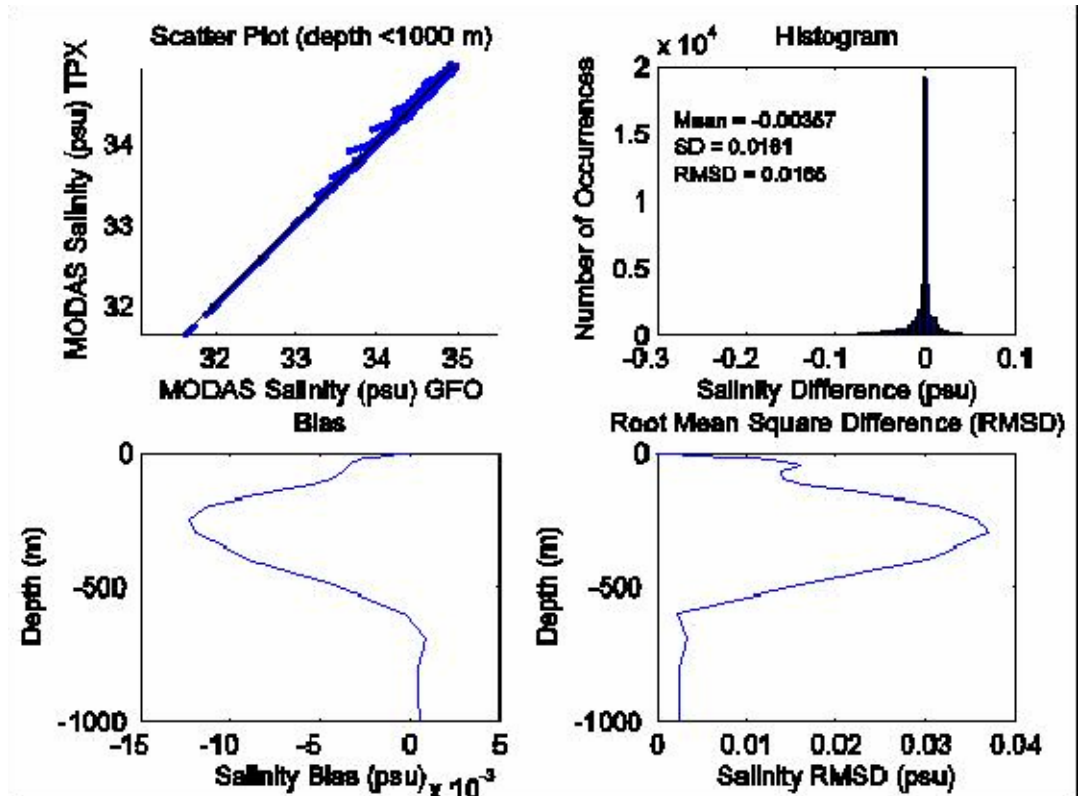 Scatter Plot (depth <1000 m)
MODAS Salinity (psu) TPX
34
33
32
32 33 34 35
MODAS Salinity (psu) GFO
x 10⁴
Histogram
Number of Occurrences
2
1.5
1
0.5
0
Mean = -0.00357
SD = 0.0161
RMSD = 0.0165
-0.3 -0.2 -0.1 0 0.1
Salinity Difference (psu)
Bias
Depth (m)
0
-500
-1000
-15 -10 -5 0 5
Salinity Bias (psu) x 10⁻³
Root Mean Square Difference (RMSD)
Depth (m)
0
-500
-1000
0 0.01 0.02 0.03 0.04
Salinity RMSD (psu)